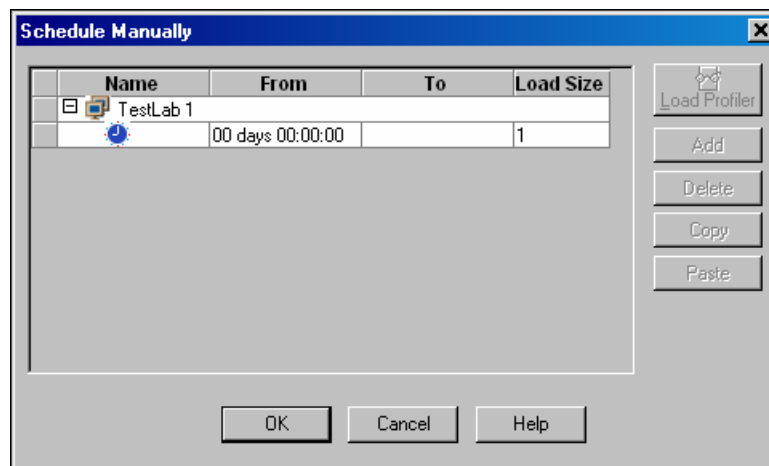 Schedule Manually
Name From To Load Size
TestLab 1
00 days 00:00:00 1
Load Profiler
Add
Delete
Copy
Paste
OK Cancel Help